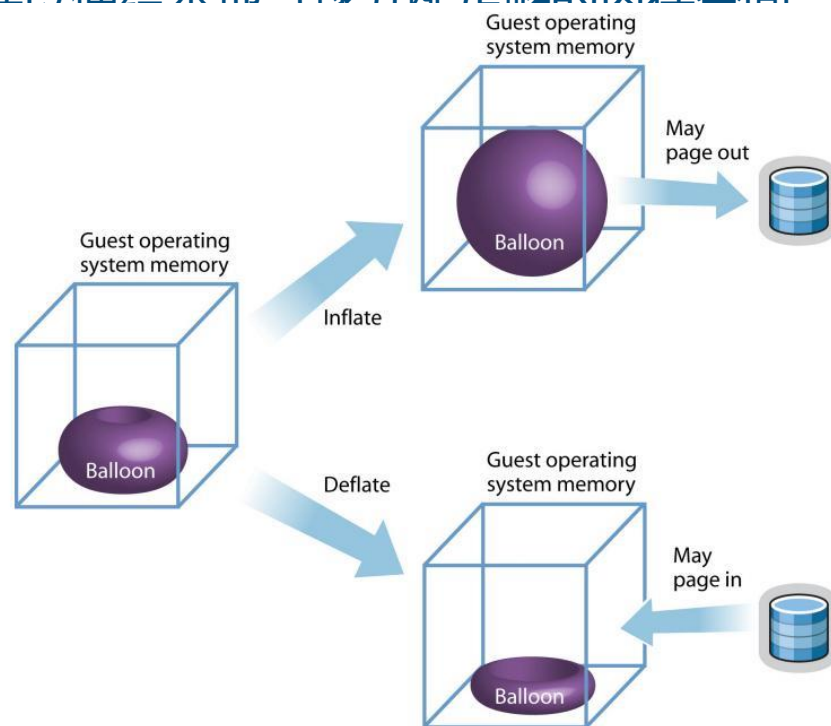 Guest operating
system memory
May
page out
Balloon
Guest operating
system memory
Inflate
Balloon
Deflate
Guest operating
system memory
May
page in
Balloon